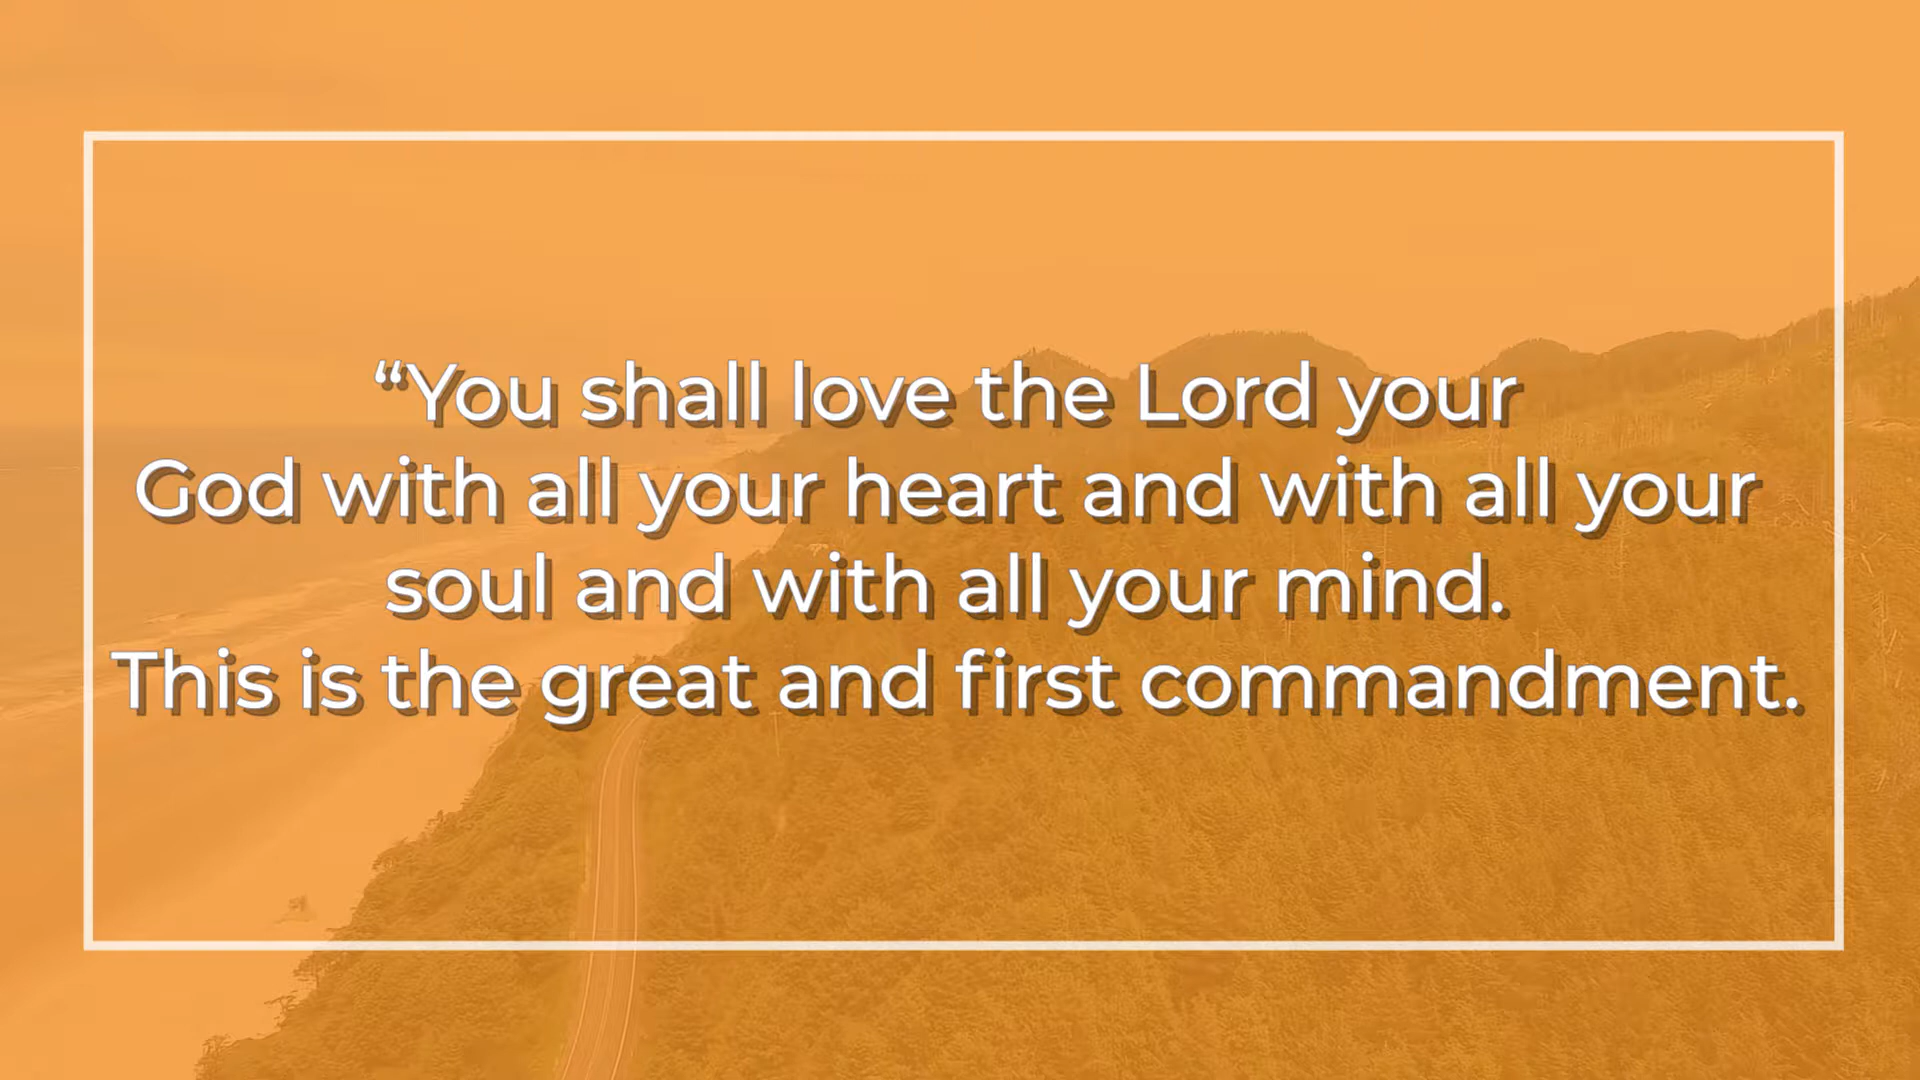 “You shall love the Lord your
God with all your heart and with all your
soul and with all your mind.
This is the great and first commandment.